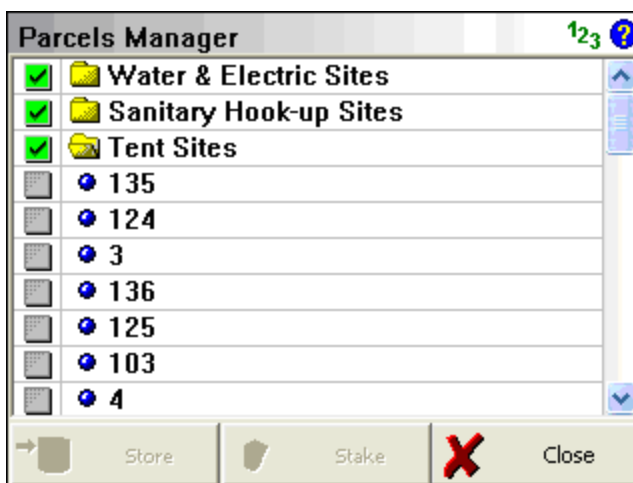 Parcels Manager 123 ?
Water & Electric Sites
Sanitary Hook-up Sites
Tent Sites
135
124
3
136
125
103
4
Store Stake Close